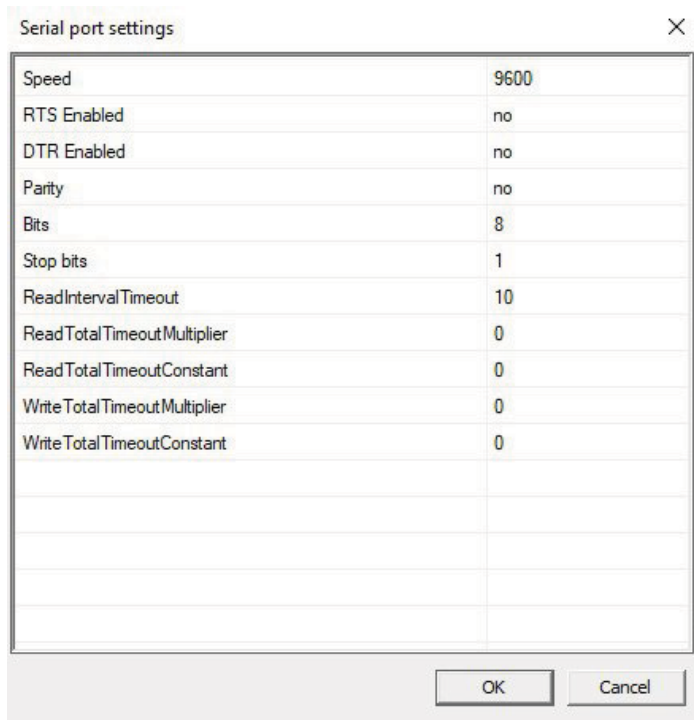 Serial port settings
Speed 9600
RTS Enabled no
DTR Enabled no
Parity no
Bits 8
Stop bits 1
ReadIntervalTimeout 10
ReadTotalTimeoutMultiplier 0
ReadTotalTimeoutConstant 0
WriteTotalTimeoutMultiplier 0
WriteTotalTimeoutConstant 0
OK Cancel